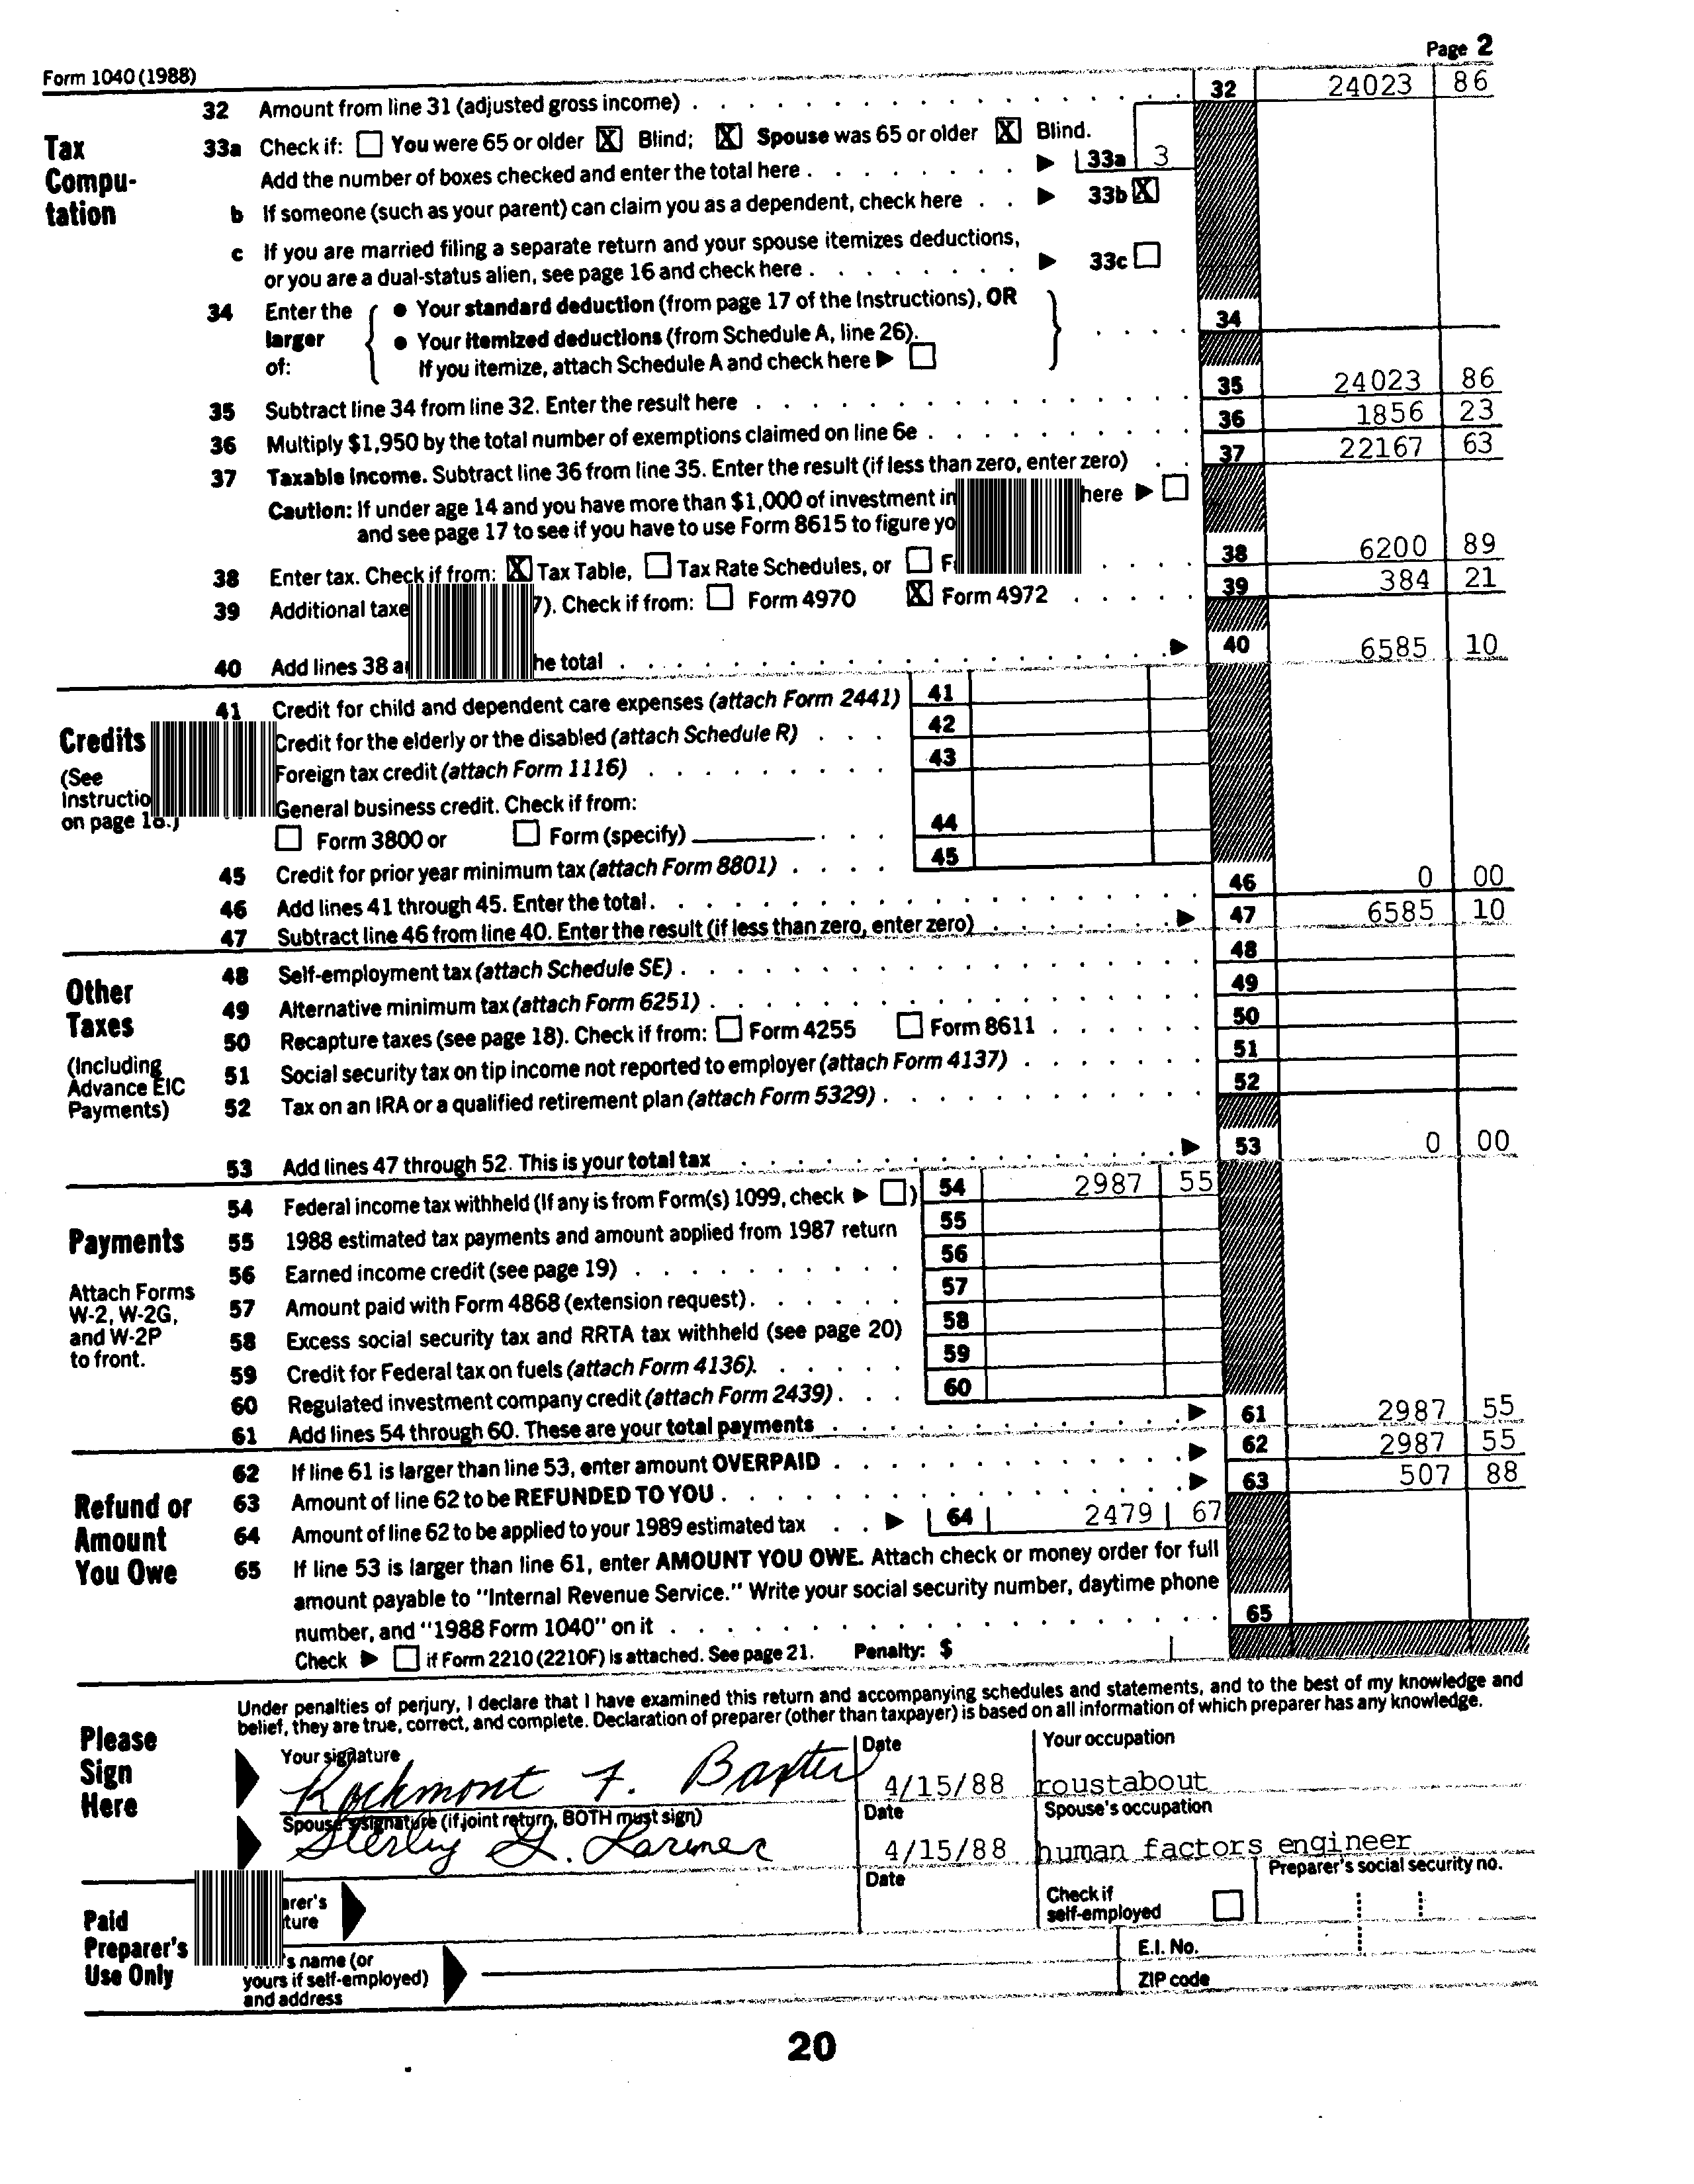 Page 2
Form 1040 (1988)
32 Amount from line 31 (adjusted gross income) 32 24023 86
Tax Computation
33a Check if: You were 65 or older X Blind; X Spouse was 65 or older X Blind.
Add the number of boxes checked and enter the total here 33a 3
b If someone (such as your parent) can claim you as a dependent, check here 33b X
c If you are married filing a separate return and your spouse itemizes deductions,
or you are a dual-status alien, see page 16 and check here 33c
34 Enter the larger of:
● Your standard deduction (from page 17 of the Instructions), OR
● Your itemized deductions (from Schedule A, line 26).
If you itemize, attach Schedule A and check here 34
35 Subtract line 34 from line 32. Enter the result here 35 24023 86
36 Multiply $1,950 by the total number of exemptions claimed on line 6e 36 1856 23
37 Taxable income. Subtract line 36 from line 35. Enter the result (if less than zero, enter zero) 37 22167 63
Caution: If under age 14 and you have more than $1,000 of investment in here
and see page 17 to see if you have to use Form 8615 to figure yo
38 Enter tax. Check if from: X Tax Table, Tax Rate Schedules, or F 38 6200 89
39 Additional taxe 7). Check if from: Form 4970 X Form 4972 39 384 21
40 Add lines 38 a he total 40 6585 10
Credits
(See Instructio on page 18.)
41 Credit for child and dependent care expenses (attach Form 2441) 41
Credit for the elderly or the disabled (attach Schedule R) 42
Foreign tax credit (attach Form 1116) 43
General business credit. Check if from:
Form 3800 or Form (specify) 44
45 Credit for prior year minimum tax (attach Form 8801) 45
46 Add lines 41 through 45. Enter the total 46 0 00
47 Subtract line 46 from line 40. Enter the result (if less than zero, enter zero) 47 6585 10
Other Taxes
(Including Advance EIC Payments)
48 Self-employment tax (attach Schedule SE) 48
49 Alternative minimum tax (attach Form 6251) 49
50 Recapture taxes (see page 18). Check if from: Form 4255 Form 8611 50
51 Social security tax on tip income not reported to employer (attach Form 4137) 51
52 Tax on an IRA or a qualified retirement plan (attach Form 5329) 52
53 Add lines 47 through 52. This is your total tax 53 0 00
Payments
Attach Forms W-2, W-2G, and W-2P to front.
54 Federal income tax withheld (If any is from Form(s) 1099, check ) 54 2987 55
55 1988 estimated tax payments and amount applied from 1987 return 55
56 Earned income credit (see page 19) 56
57 Amount paid with Form 4868 (extension request) 57
58 Excess social security tax and RRTA tax withheld (see page 20) 58
59 Credit for Federal tax on fuels (attach Form 4136). 59
60 Regulated investment company credit (attach Form 2439) 60
61 Add lines 54 through 60. These are your total payments 61 2987 55
Refund or Amount You Owe
62 If line 61 is larger than line 53, enter amount OVERPAID 62 2987 55
63 Amount of line 62 to be REFUNDED TO YOU 63 507 88
64 Amount of line 62 to be applied to your 1989 estimated tax 64 2479 67
65 If line 53 is larger than line 61, enter AMOUNT YOU OWE. Attach check or money order for full
amount payable to "Internal Revenue Service." Write your social security number, daytime phone
number, and "1988 Form 1040" on it 65
Check if Form 2210 (2210F) is attached. See page 21. Penalty: $
Please Sign Here
Under penalties of perjury, I declare that I have examined this return and accompanying schedules and statements, and to the best of my knowledge and
belief, they are true, correct, and complete. Declaration of preparer (other than taxpayer) is based on all information of which preparer has any knowledge.
Your signature Date Your occupation
Rockmont F. Baxter 4/15/88 roustabout
Spouse's signature (if joint return, BOTH must sign) Date Spouse's occupation
Sterling L. Larmer 4/15/88 human factors engineer
Paid Preparer's Use Only
arer's ture Date Check if self-employed Preparer's social security no.
's name (or yours if self-employed) and address E.I. No.
ZIP code
20